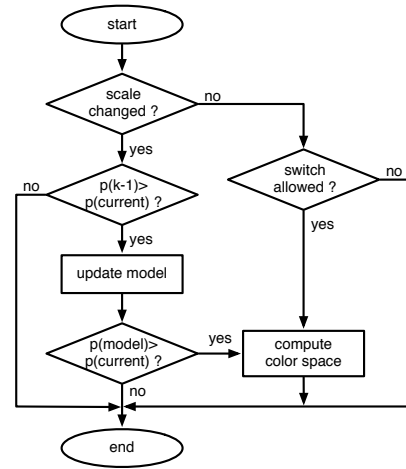 start
scale
changed ?
no
yes
no
p(k-1)>
p(current) ?
switch
allowed ?
no
yes
yes
update model
p(model)>
p(current) ?
yes
compute
color space
no
end